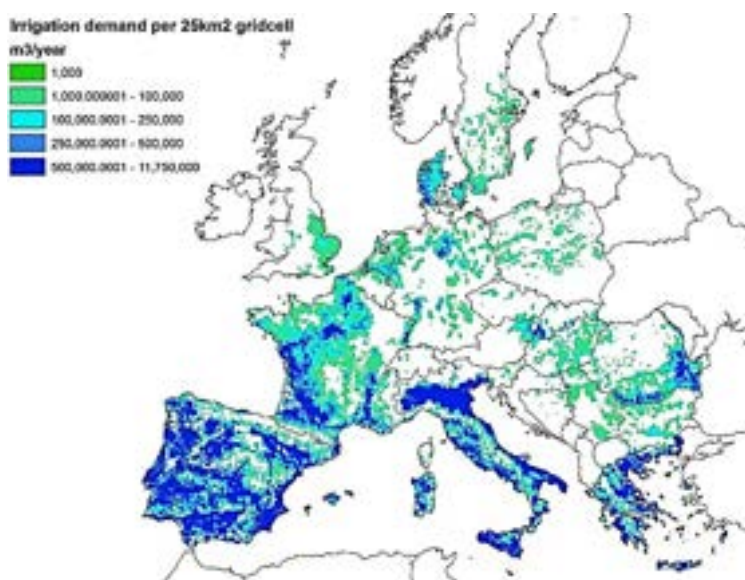 Irrigation demand per 25km2 gridcell
m3/year
1,000
1,000.000001 - 100,000
100,000.0001 - 250,000
250,000.0001 - 500,000
500,000.0001 - 11,750,000